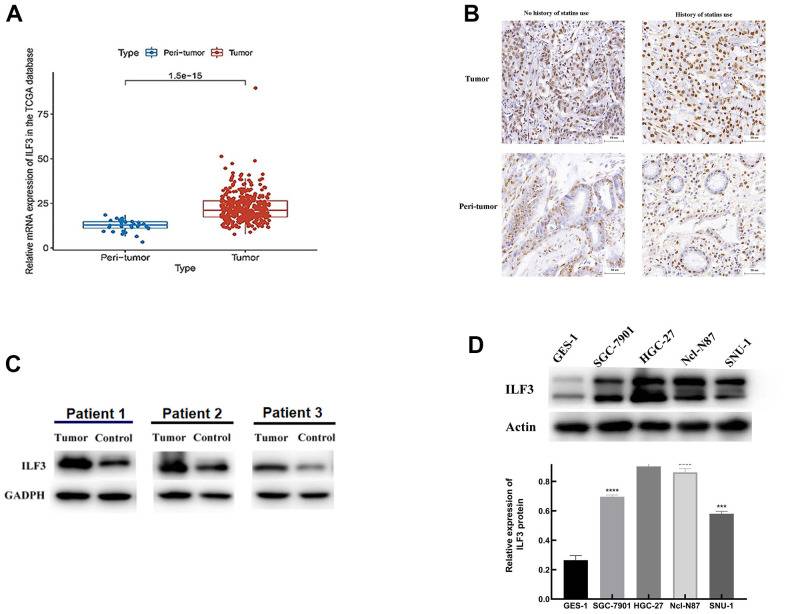 A
Type Peri-tumor Tumor
1.5e-15
Relative mRNA expression of ILF3 in the TCGA database
75
50
25
0
Peri-tumor Tumor
Type
B
No history of statins use History of statins use
Tumor
Peri-tumor
C
Patient 1 Patient 2 Patient 3
Tumor Control Tumor Control Tumor Control
ILF3
GADPH
D
GES-1 SGC-7901 HGC-27 Ncl-N87 SNU-1
ILF3
Actin
Relative expression of
ILF3 protein
0.8
0.6
0.4
0.2
0.0
****
***
GES-1 SGC-7901 HGC-27 Ncl-N87 SNU-1